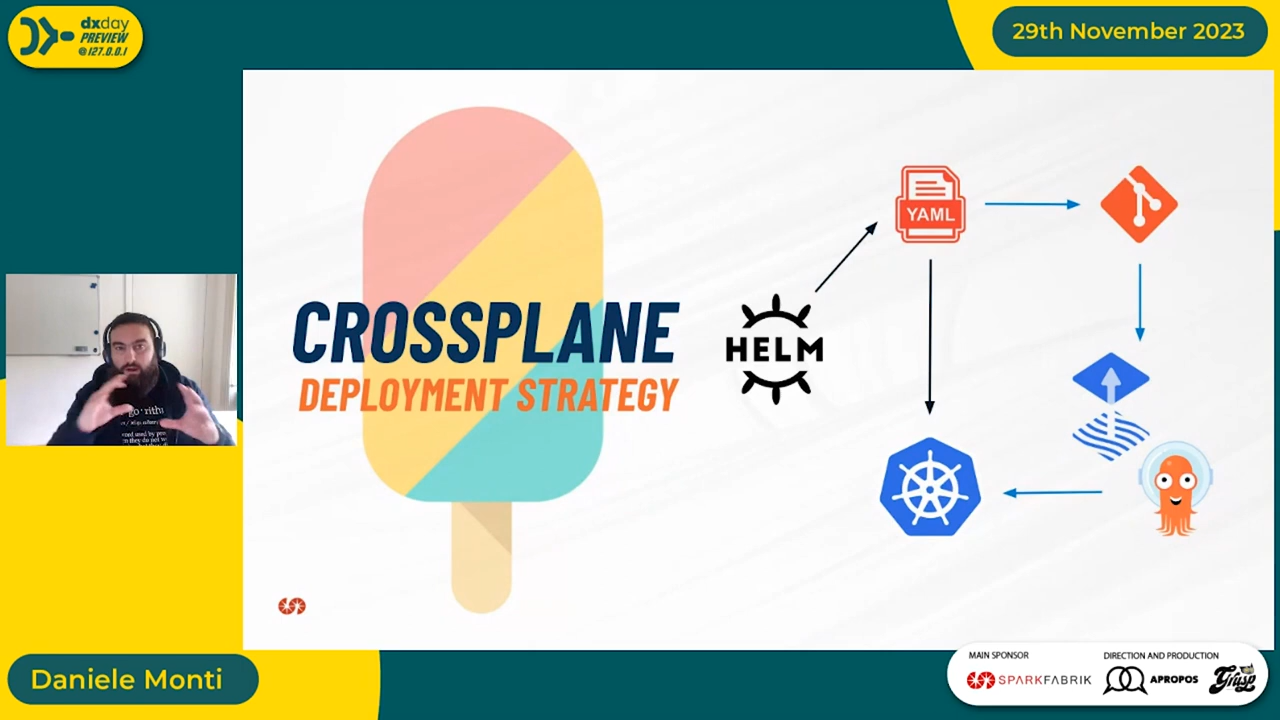 dxday
PREVIEW
@127.0.0.1
29th November 2023
CROSSPLANE
DEPLOYMENT STRATEGY
HELM
YAML
Daniele Monti
MAIN SPONSOR
SPARKFABRIK
DIRECTION AND PRODUCTION
APROPOS
Grusp